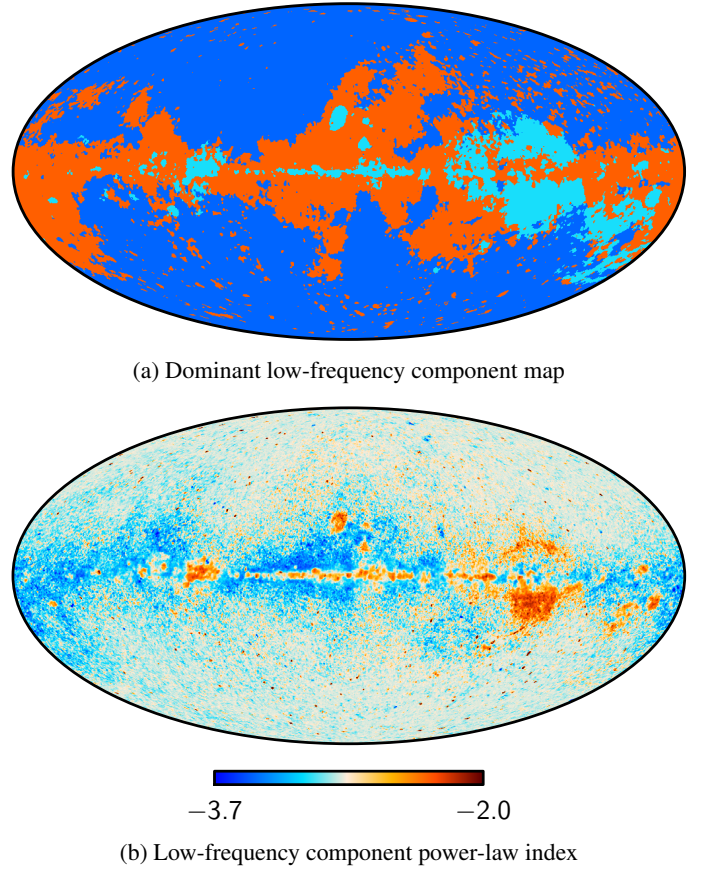 (a) Dominant low-frequency component map
−3.7
−2.0
(b) Low-frequency component power-law index